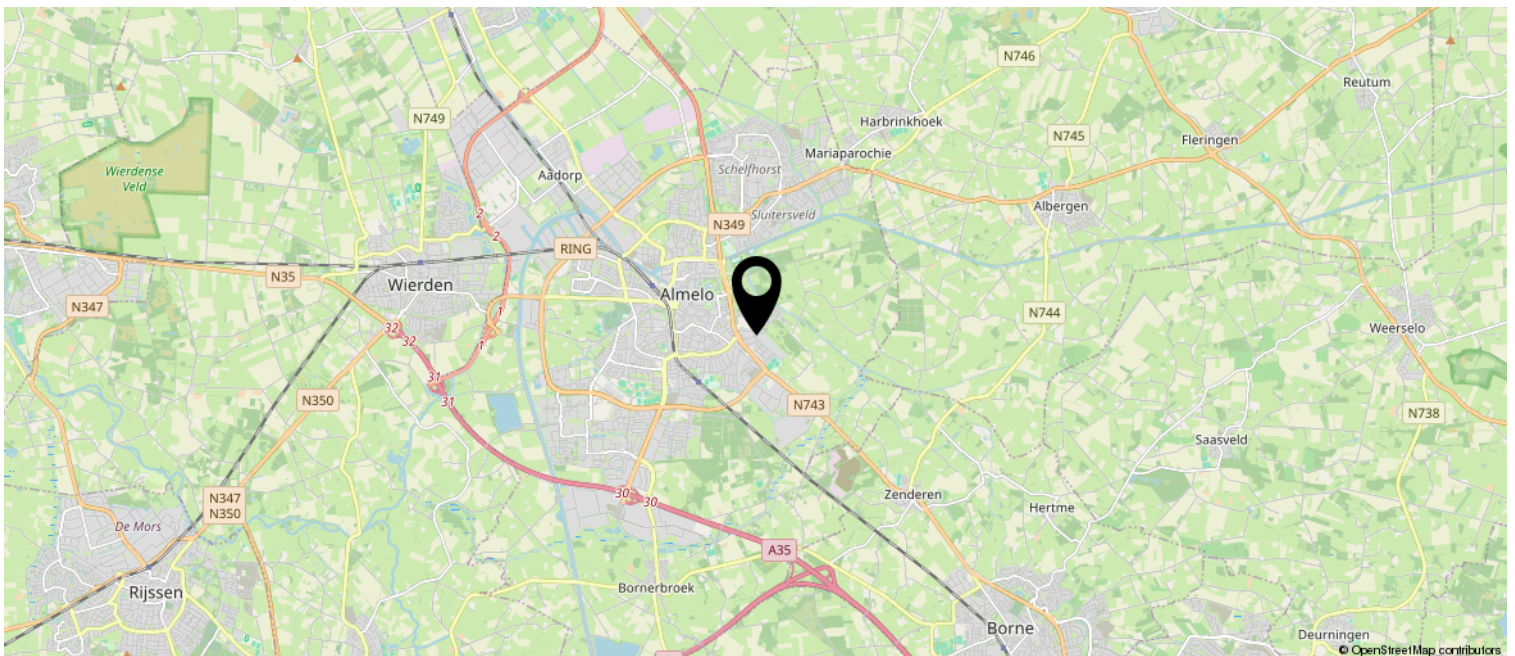 N746
Reutum
N749
Harbrinkhoek
N745
Fleringen
Mariaparochie
Wierdense
Veld
Schelfhorst
Aadorp
Albergen
2
Sluitersveld
N349
2
RING
N35
Wierden
Almelo
N347
1
N744
Weerselo
32
32
1
31
31
N350
N743
N738
Saasveld
30
30
Zenderen
N347
N350
Hertme
De Mors
A35
Bornerbroek
Rijssen
Borne
Deurningen
© OpenStreetMap contributors